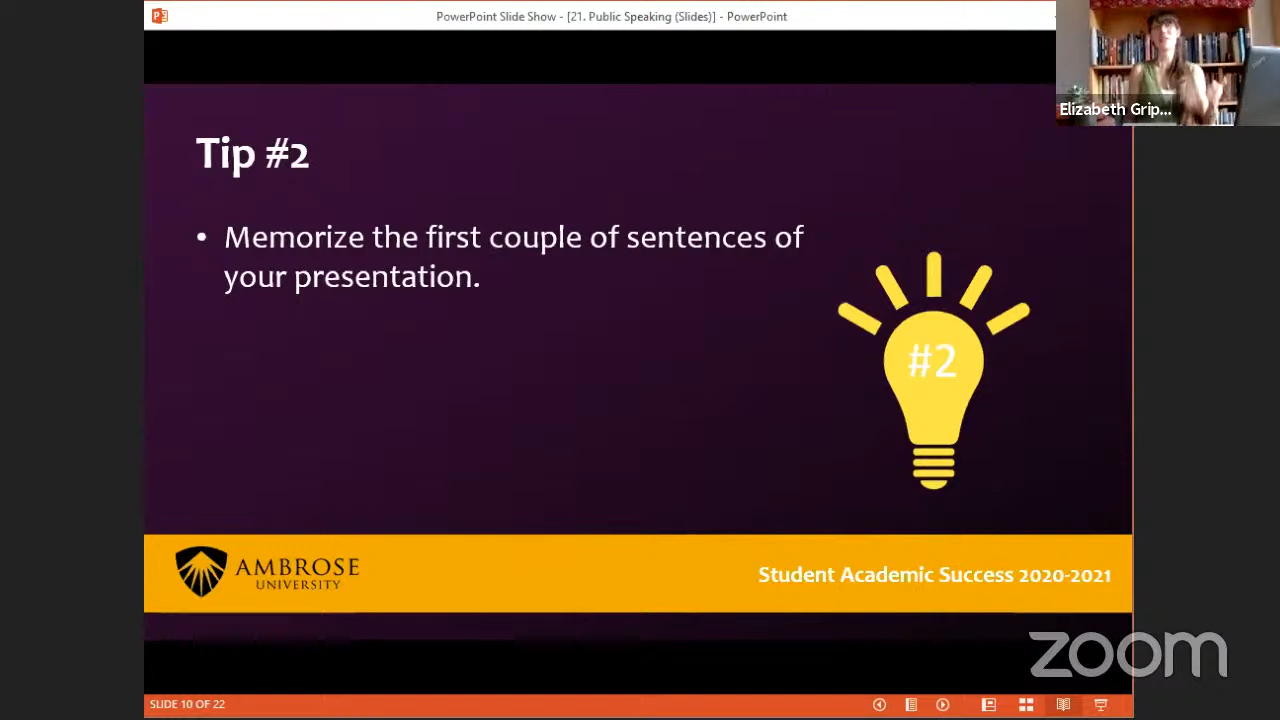 PowerPoint Slide Show - [21. Public Speaking (Slides)] - PowerPoint
Elizabeth Grip...
Tip #2
• Memorize the first couple of sentences of
your presentation.
#2
AMBROSE
UNIVERSITY
Student Academic Success 2020-2021
zoom
SLIDE 10 OF 22